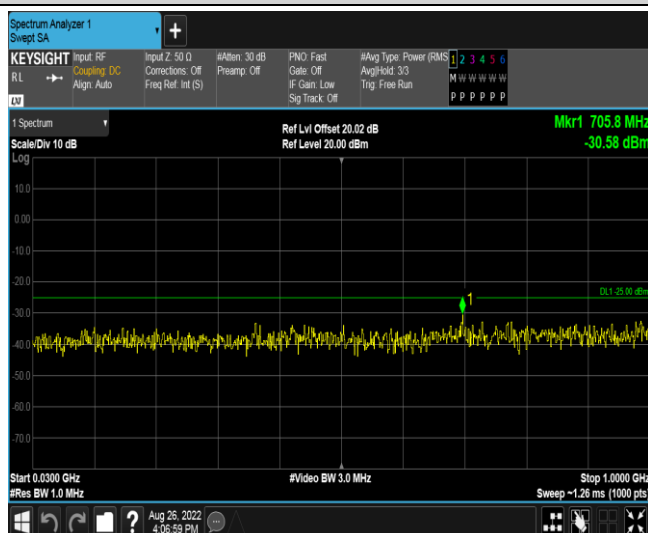 Spectrum Analyzer 1
Swept SA
+
KEYSIGHT
RL
LXI
Input: RF
Coupling: DC
Align: Auto
Input Z: 50 Ω
Corrections: Off
Freq Ref: Int (S)
#Atten: 30 dB
Preamp: Off
PNO: Fast
Gate: Off
IF Gain: Low
Sig Track: Off
#Avg Type: Power (RMS
Avg|Hold: 3/3
Trig: Free Run
1 2 3 4 5 6
M W W W W W
P P P P P P
1 Spectrum
Scale/Div 10 dB
Log
Ref Lvl Offset 20.02 dB
Ref Level 20.00 dBm
Mkr1 705.8 MHz
-30.58 dBm
10.0
0.00
-10.0
-20.0
DL1 -25.00 dBm
1
-30.0
-40.0
-50.0
-60.0
-70.0
Start 0.0300 GHz
#Res BW 1.0 MHz
#Video BW 3.0 MHz
Stop 1.0000 GHz
Sweep ~1.26 ms (1000 pts)
?
Aug 26, 2022
4:06:59 PM